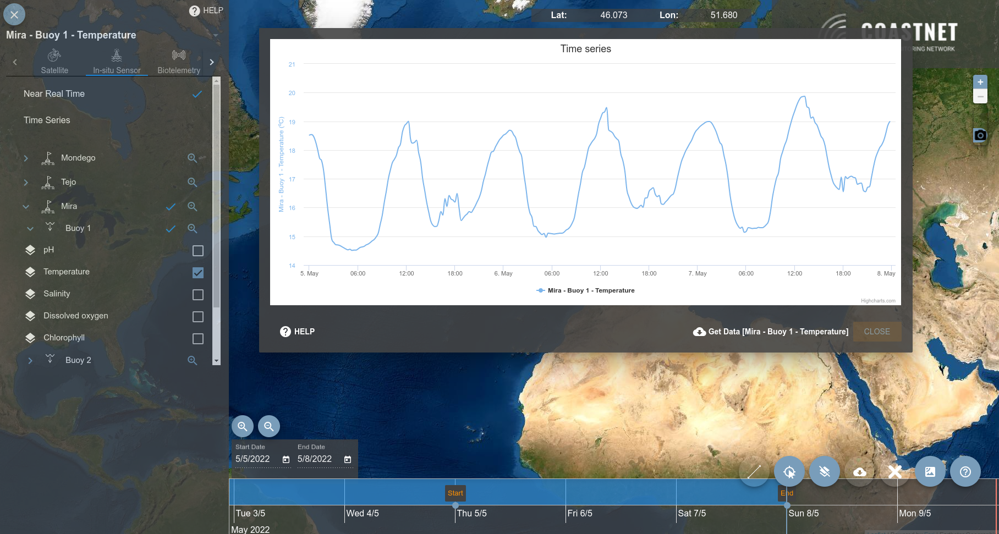 HELP
Mira - Buoy 1 - Temperature
Satellite
In-situ Sensor
Biotelemetry
Near Real Time
Time Series
Mondego
Tejo
Mira
Buoy 1
pH
Temperature
Salinity
Dissolved oxygen
Chlorophyll
Buoy 2
Lat: 46.073 Lon: 51.680
COASTNET
ORING NETWORK
Time series
Mira - Buoy 1 - Temperature (ºC)
21
20
19
18
17
16
15
14
5. May 06:00 12:00 18:00 6. May 06:00 12:00 18:00 7. May 06:00 12:00 18:00 8. May
Mira - Buoy 1 - Temperature
Highcharts.com
HELP
Get Data [Mira - Buoy 1 - Temperature]
CLOSE
Start Date
5/5/2022
End Date
5/8/2022
Start
End
Tue 3/5 Wed 4/5 Thu 5/5 Fri 6/5 Sat 7/5 Sun 8/5 Mon 9/5
May 2022